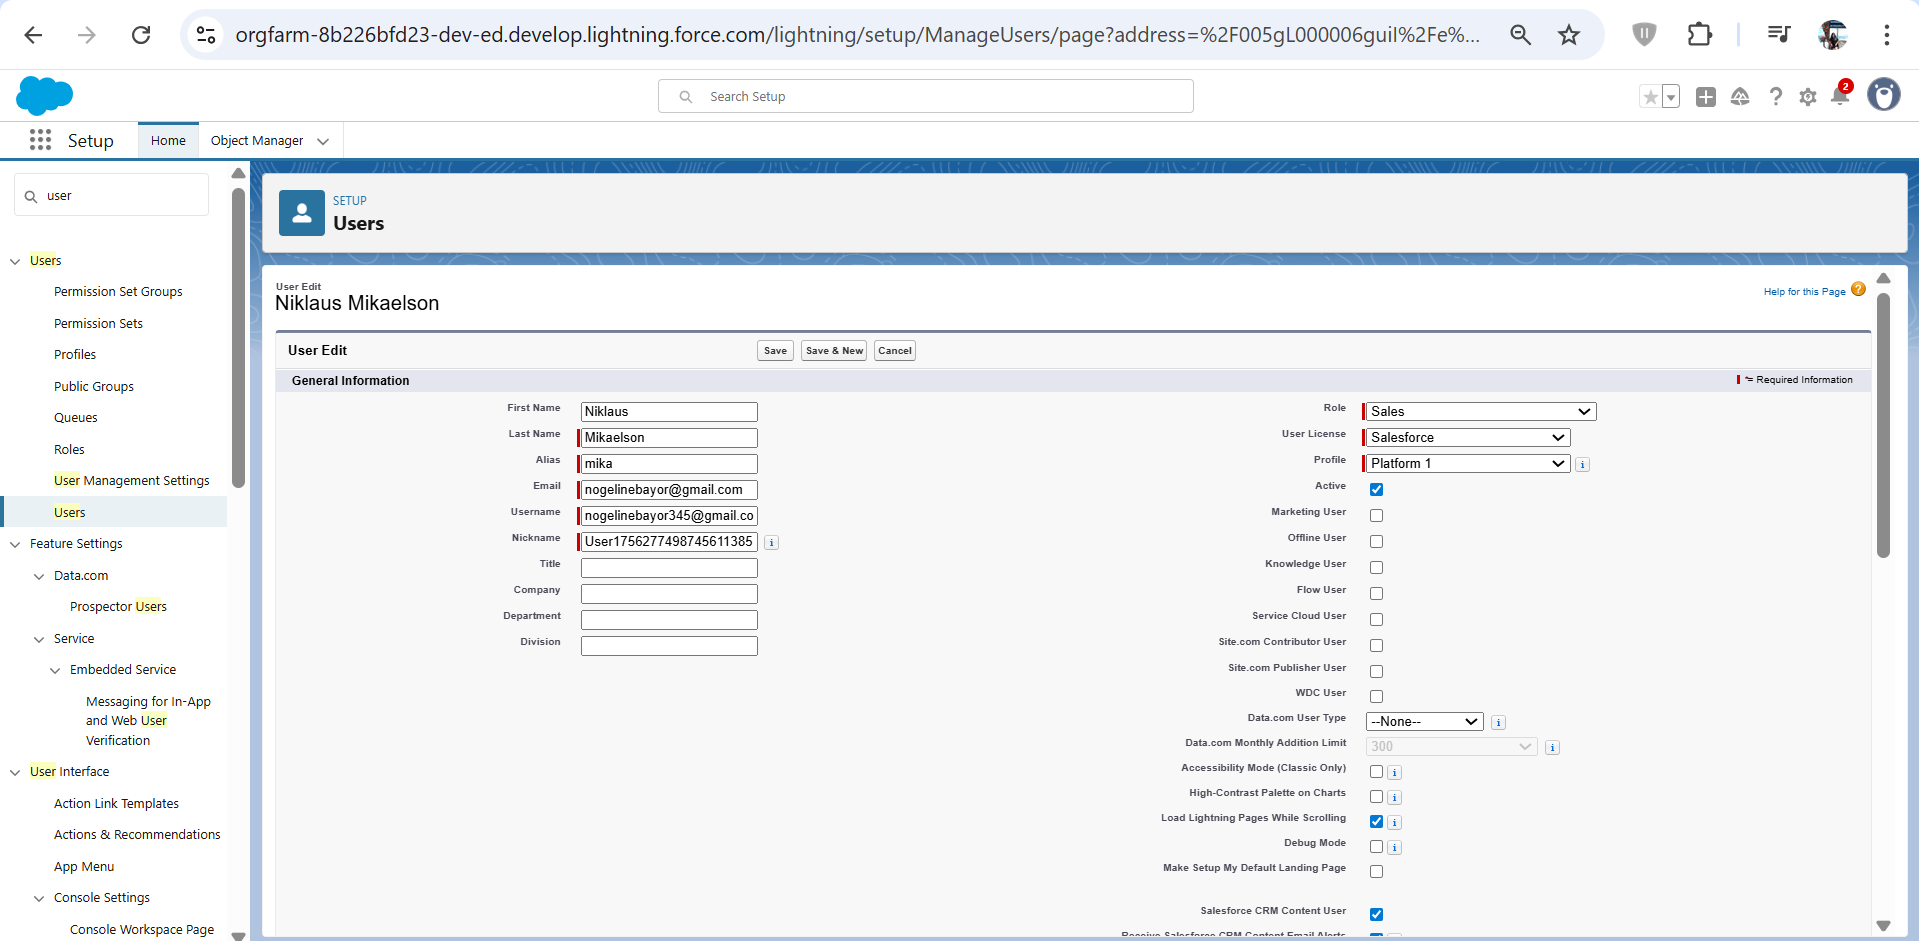 orgfarm-8b226bfd23-dev-ed.develop.lightning.force.com/lightning/setup/ManageUsers/page?address=%2F005gL000006guiI%2Fe%...
Search Setup
2
Setup
Home
Object Manager
user
Users
Permission Set Groups
Permission Sets
Profiles
Public Groups
Queues
Roles
User Management Settings
Users
Feature Settings
Data.com
Prospector Users
Service
Embedded Service
Messaging for In-App
and Web User
Verification
User Interface
Action Link Templates
Actions & Recommendations
App Menu
Console Settings
Console Workspace Page
SETUP
Users
User Edit
Niklaus Mikaelson
Help for this Page ?
User Edit
Save
Save & New
Cancel
General Information
*= Required Information
First Name Niklaus
Last Name Mikaelson
Alias mika
Email nogelinebayor@gmail.com
Username nogelinebayor345@gmail.co
Nickname User1756277498745611385 i
Title
Company
Department
Division
Role Sales
User License Salesforce
Profile Platform 1 i
Active
Marketing User
Offline User
Knowledge User
Flow User
Service Cloud User
Site.com Contributor User
Site.com Publisher User
WDC User
Data.com User Type --None-- i
Data.com Monthly Addition Limit 300 i
Accessibility Mode (Classic Only) i
High-Contrast Palette on Charts i
Load Lightning Pages While Scrolling i
Debug Mode i
Make Setup My Default Landing Page
Salesforce CRM Content User
Receive Salesforce CRM Content Email Alerts